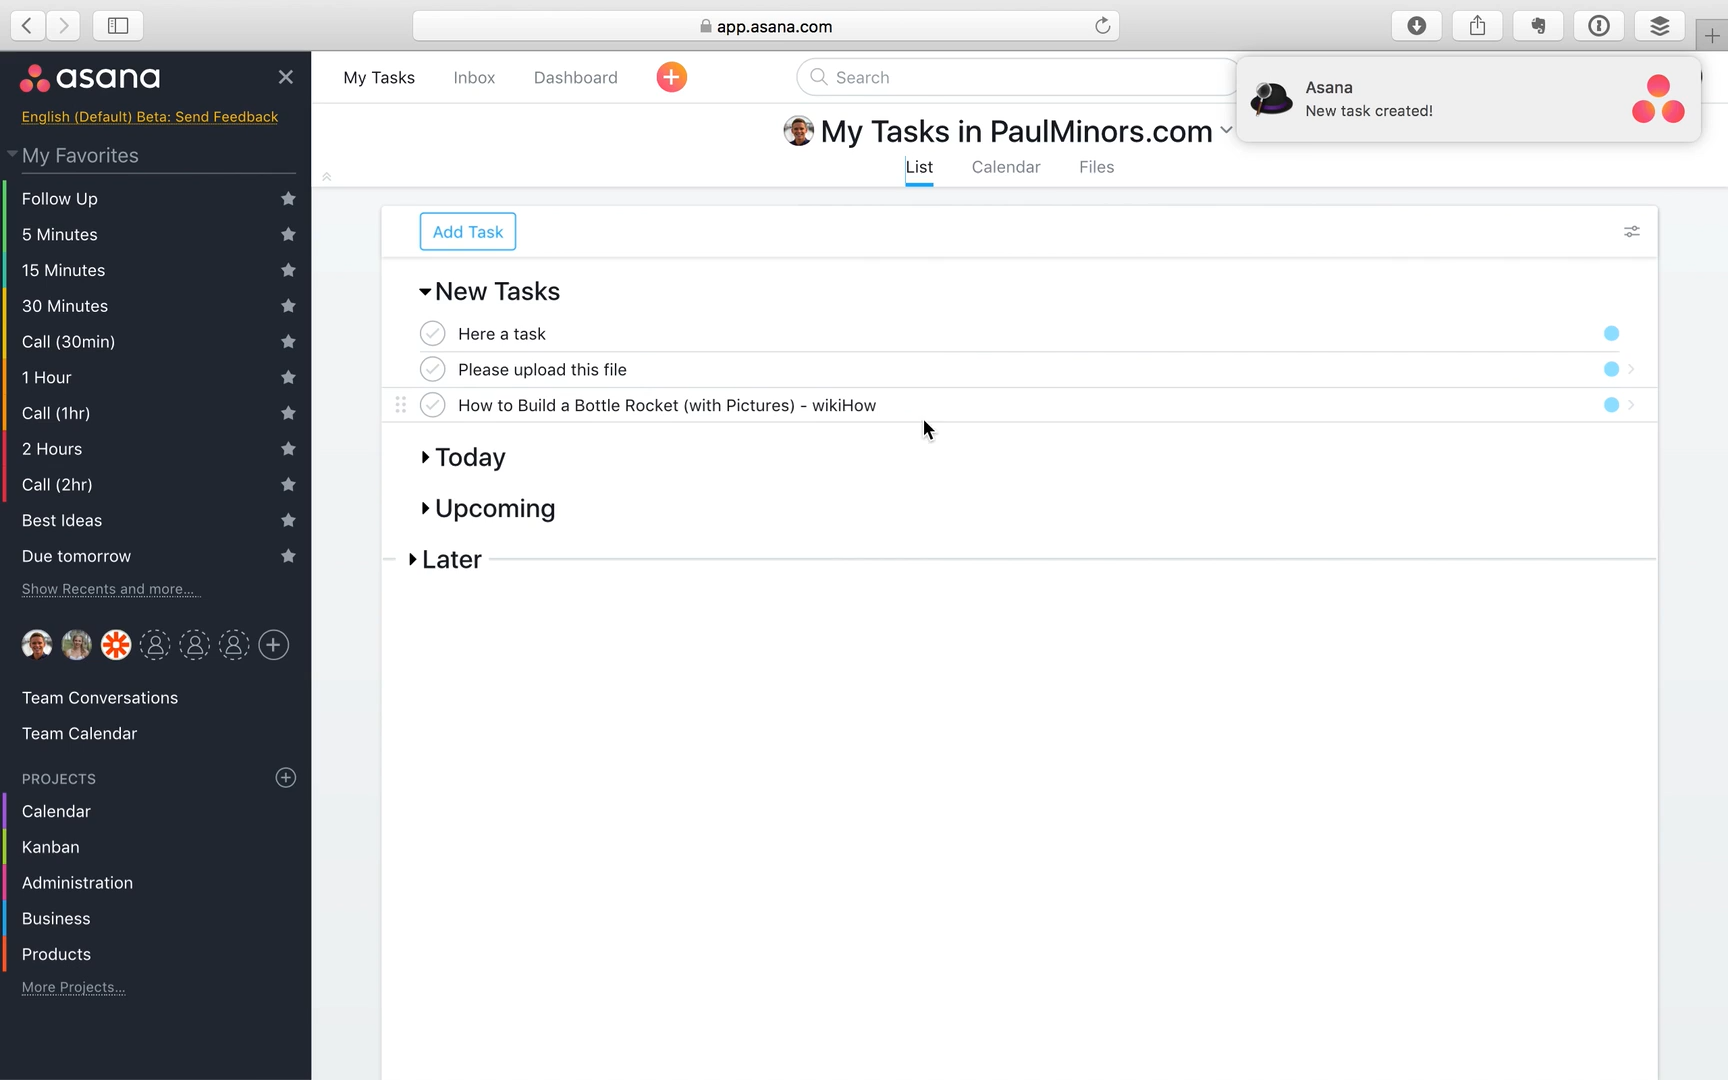 app.asana.com
asana
English (Default) Beta: Send Feedback
My Favorites
Follow Up
5 Minutes
15 Minutes
30 Minutes
Call (30min)
1 Hour
Call (1hr)
2 Hours
Call (2hr)
Best Ideas
Due tomorrow
Show Recents and more...
Team Conversations
Team Calendar
PROJECTS
Calendar
Kanban
Administration
Business
Products
More Projects...
My Tasks
Inbox
Dashboard
Search
Asana
New task created!
My Tasks in PaulMinors.com
List
Calendar
Files
Add Task
New Tasks
Here a task
Please upload this file
How to Build a Bottle Rocket (with Pictures) - wikiHow
Today
Upcoming
Later